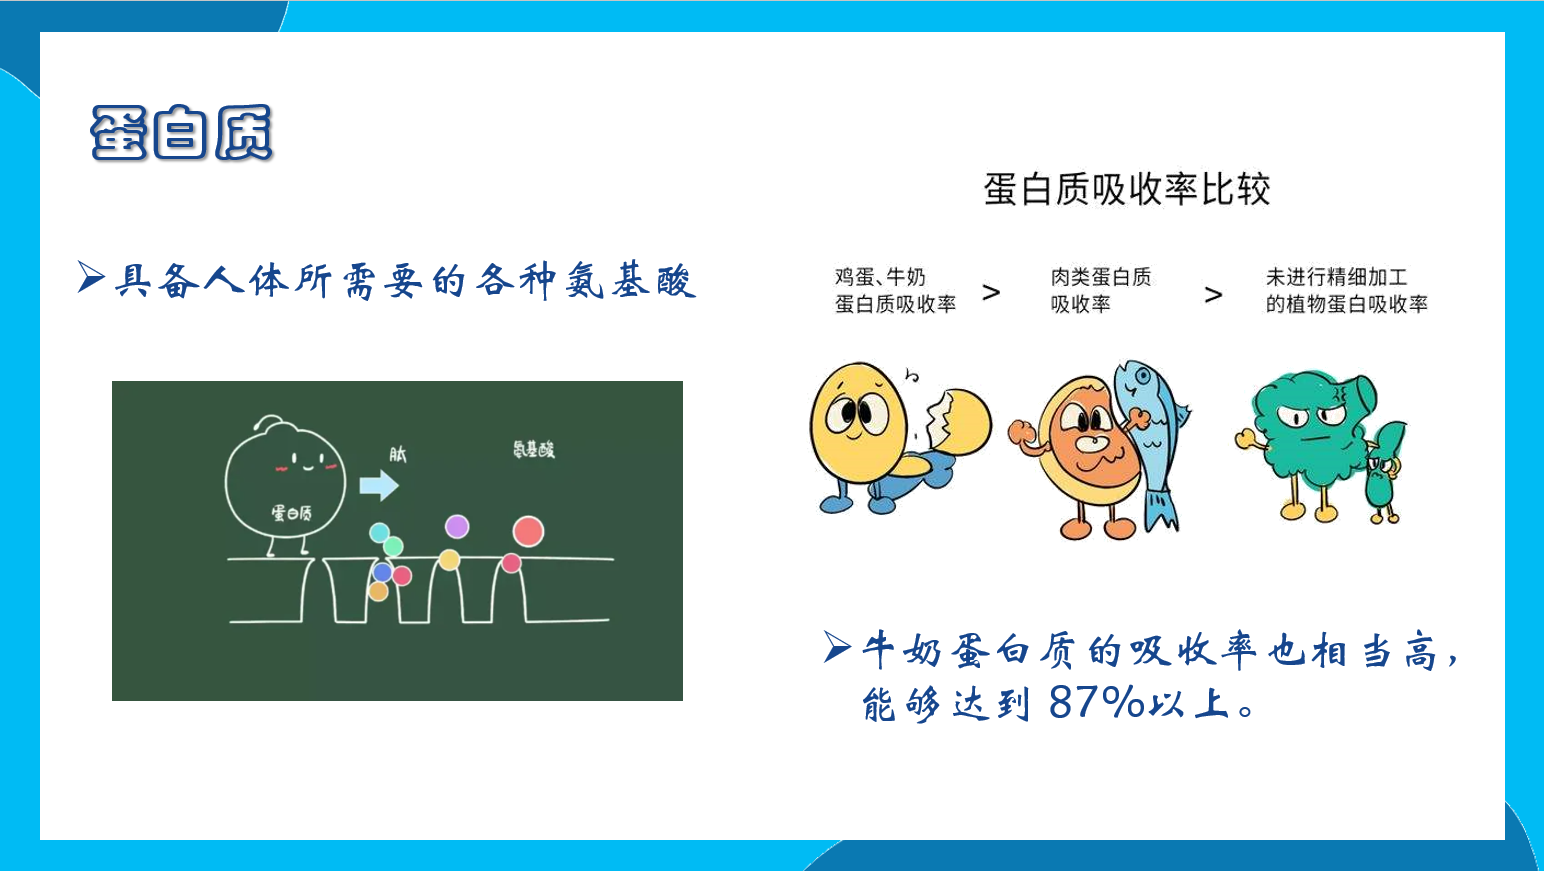 蛋白质
具备人体所需要的各种氨基酸
肽
氨基酸
蛋白质
蛋白质吸收率比较
鸡蛋、牛奶
蛋白质吸收率
>
肉类蛋白质
吸收率
>
未进行精细加工
的植物蛋白吸收率
牛奶蛋白质的吸收率也相当高，
能够达到 87%以上。